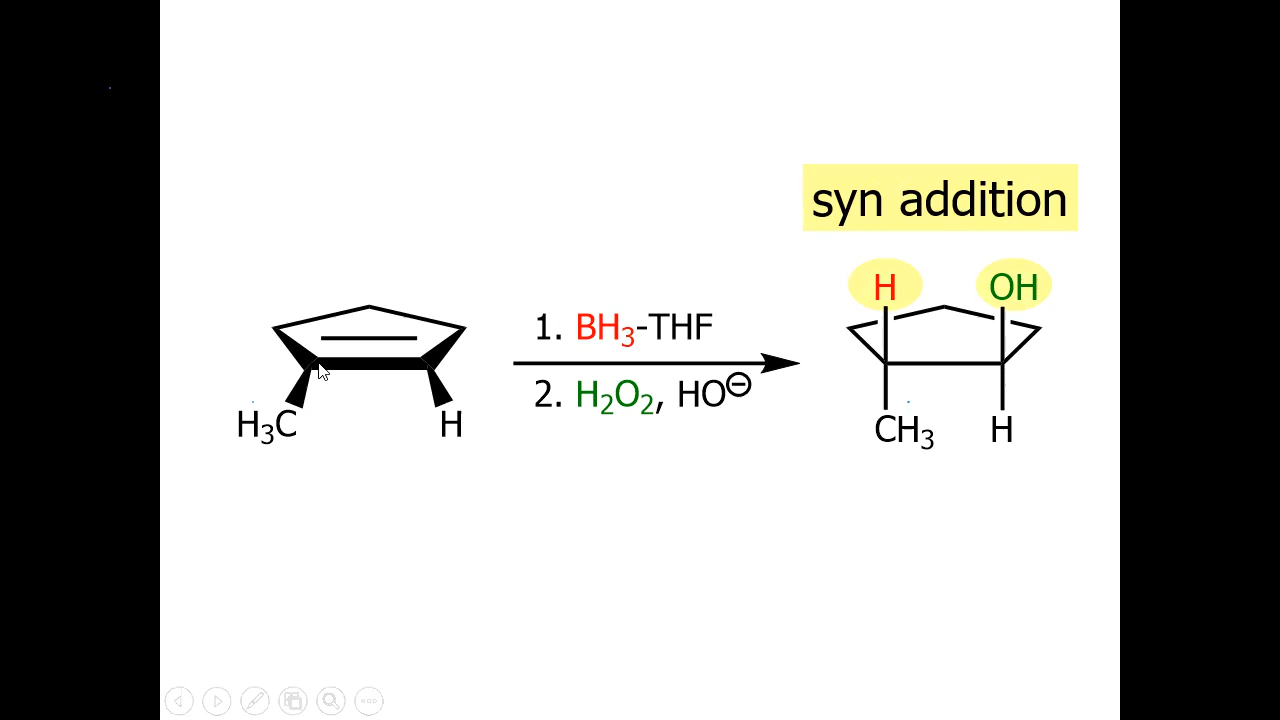 syn addition
H OH
1. BH₃-THF
2. H₂O₂, HO⊖
H₃C H
CH₃ H